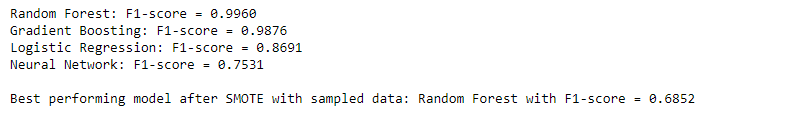 Random Forest: F1-score = 0.9960
Gradient Boosting: F1-score = 0.9876
Logistic Regression: F1-score = 0.8691
Neural Network: F1-score = 0.7531
Best performing model after SMOTE with sampled data: Random Forest with F1-score = 0.6852